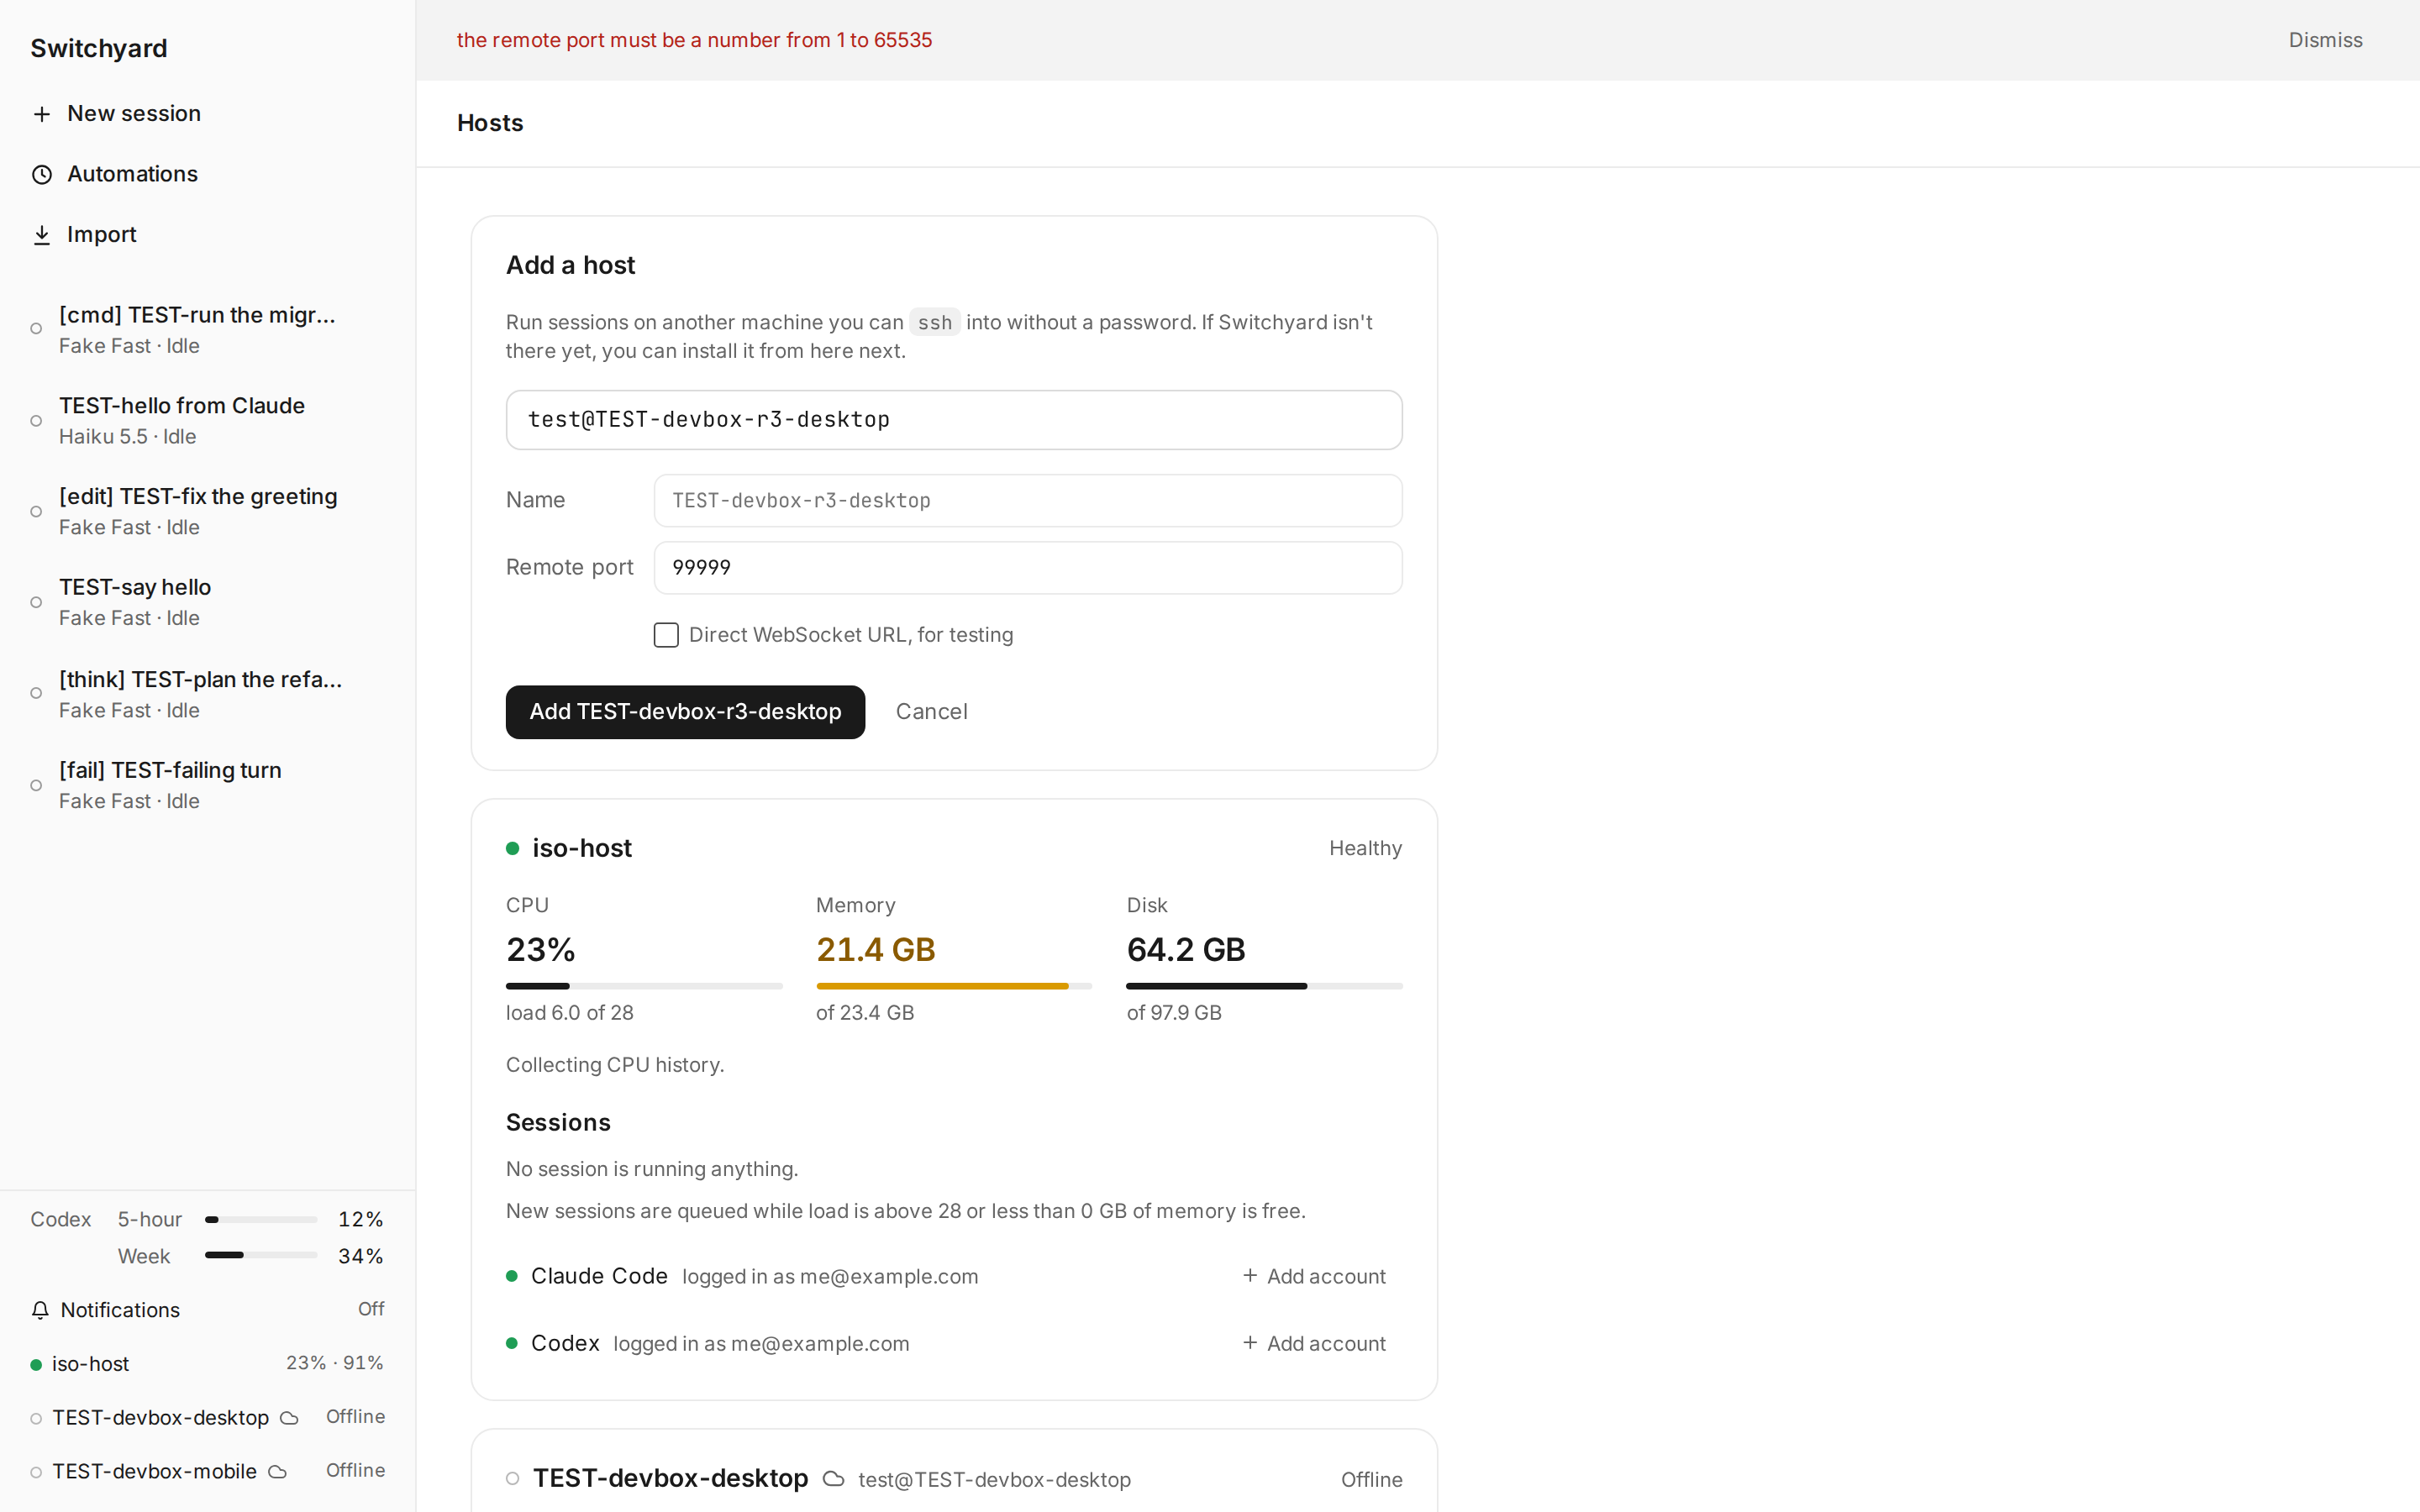 Switchyard
New session
Automations
Import
[cmd] TEST-run the migr...
Fake Fast · Idle
TEST-hello from Claude
Haiku 5.5 · Idle
[edit] TEST-fix the greeting
Fake Fast · Idle
TEST-say hello
Fake Fast · Idle
[think] TEST-plan the refa...
Fake Fast · Idle
[fail] TEST-failing turn
Fake Fast · Idle
Codex 5-hour 12%
Week 34%
Notifications Off
iso-host 23% · 91%
TEST-devbox-desktop Offline
TEST-devbox-mobile Offline
the remote port must be a number from 1 to 65535 Dismiss
Hosts
Add a host
Run sessions on another machine you can ssh into without a password. If Switchyard isn't
there yet, you can install it from here next.
test@TEST-devbox-r3-desktop
Name TEST-devbox-r3-desktop
Remote port 99999
Direct WebSocket URL, for testing
Add TEST-devbox-r3-desktop Cancel
iso-host Healthy
CPU Memory Disk
23% 21.4 GB 64.2 GB
load 6.0 of 28 of 23.4 GB of 97.9 GB
Collecting CPU history.
Sessions
No session is running anything.
New sessions are queued while load is above 28 or less than 0 GB of memory is free.
Claude Code logged in as me@example.com + Add account
Codex logged in as me@example.com + Add account
TEST-devbox-desktop test@TEST-devbox-desktop Offline